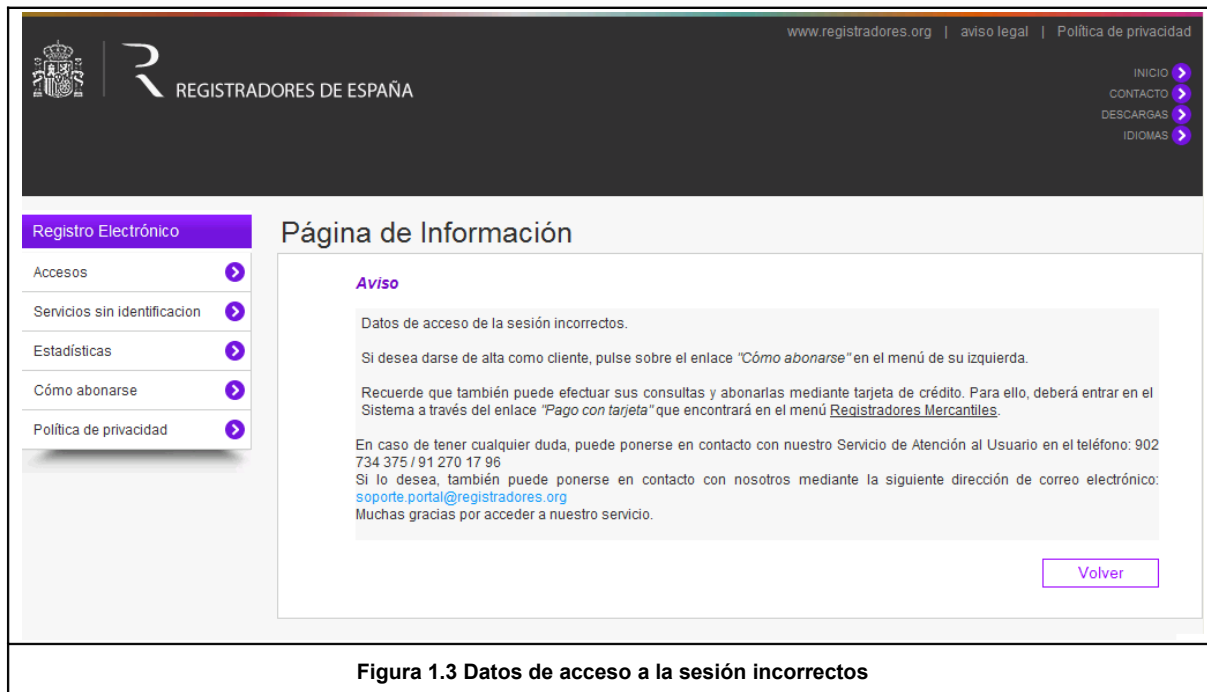 www.registradores.org | aviso legal | Política de privacidad
REGISTRADORES DE ESPAÑA
INICIO
CONTACTO
DESCARGAS
IDIOMAS
Registro Electrónico
Accesos
Servicios sin identificacion
Estadísticas
Cómo abonarse
Política de privacidad
Página de Información
Aviso
Datos de acceso de la sesión incorrectos.
Si desea darse de alta como cliente, pulse sobre el enlace "Cómo abonarse" en el menú de su izquierda.
Recuerde que también puede efectuar sus consultas y abonarlas mediante tarjeta de crédito. Para ello, deberá entrar en el
Sistema a través del enlace "Pago con tarjeta" que encontrará en el menú Registradores Mercantiles.
En caso de tener cualquier duda, puede ponerse en contacto con nuestro Servicio de Atención al Usuario en el teléfono: 902
734 375 / 91 270 17 96
Si lo desea, también puede ponerse en contacto con nosotros mediante la siguiente dirección de correo electrónico:
soporte.portal@registradores.org
Muchas gracias por acceder a nuestro servicio.
Volver
Figura 1.3 Datos de acceso a la sesión incorrectos